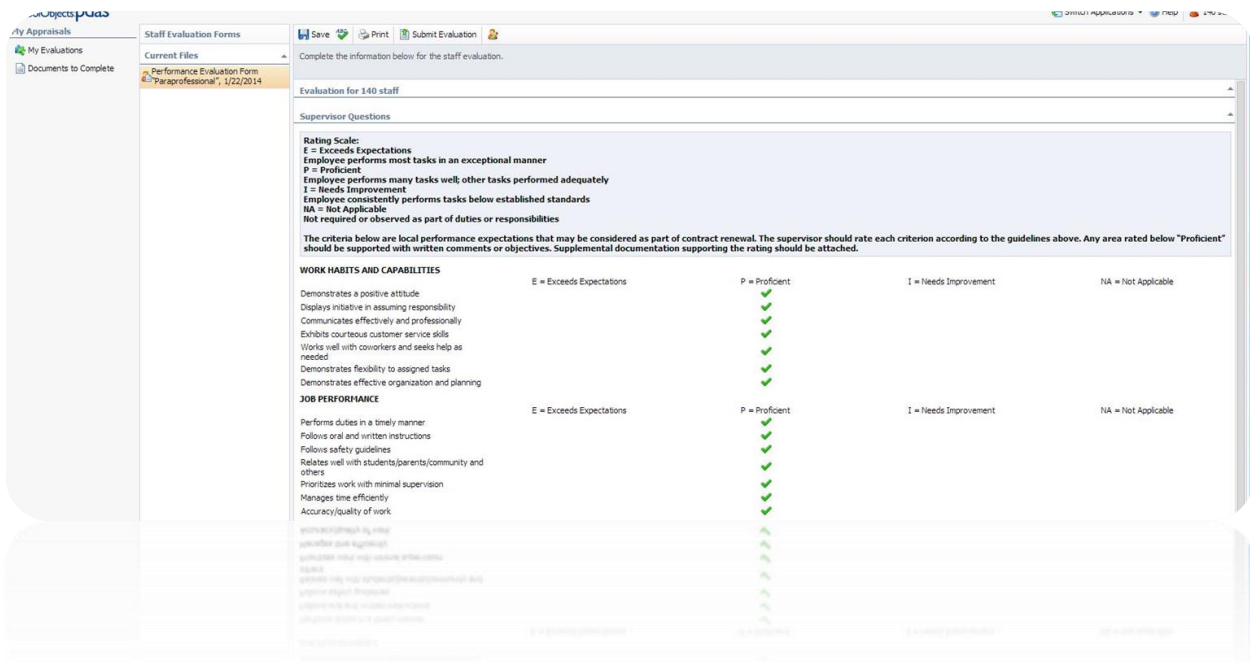 Switch Applications Help 140
My Appraisals
My Evaluations
Documents to Complete
Staff Evaluation Forms
Current Files
Performance Evaluation Form
"Paraprofessional", 1/22/2014
Save Print Submit Evaluation
Complete the information below for the staff evaluation.
Evaluation for 140 staff
Supervisor Questions
Rating Scale:
E = Exceeds Expectations
Employee performs most tasks in an exceptional manner
P = Proficient
Employee performs many tasks well; other tasks performed adequately
I = Needs Improvement
Employee consistently performs tasks below established standards
NA = Not Applicable
Not required or observed as part of duties or responsibilities
The criteria below are local performance expectations that may be considered as part of contract renewal. The supervisor should rate each criterion according to the guidelines above. Any area rated below "Proficient"
should be supported with written comments or objectives. Supplemental documentation supporting the rating should be attached.
WORK HABITS AND CAPABILITIES
E = Exceeds Expectations P = Proficient I = Needs Improvement NA = Not Applicable
Demonstrates a positive attitude
Displays initiative in assuming responsibility
Communicates effectively and professionally
Exhibits courteous customer service skills
Works well with coworkers and seeks help as
needed
Demonstrates flexibility to assigned tasks
Demonstrates effective organization and planning
JOB PERFORMANCE
E = Exceeds Expectations P = Proficient I = Needs Improvement NA = Not Applicable
Performs duties in a timely manner
Follows oral and written instructions
Follows safety guidelines
Relates well with students/parents/community and
others
Prioritizes work with minimal supervision
Manages time efficiently
Accuracy/quality of work